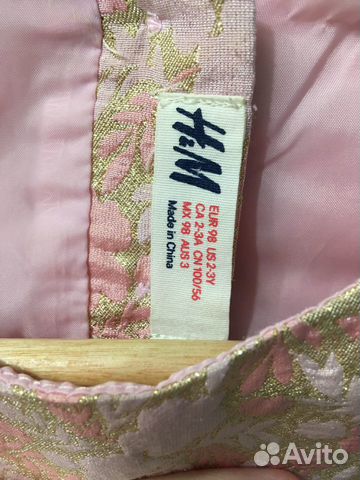 H&M
EUR 98 US 2-3Y
CA 2-3A CN 100/56
MX 98 AUS 3
Made in China
Avito